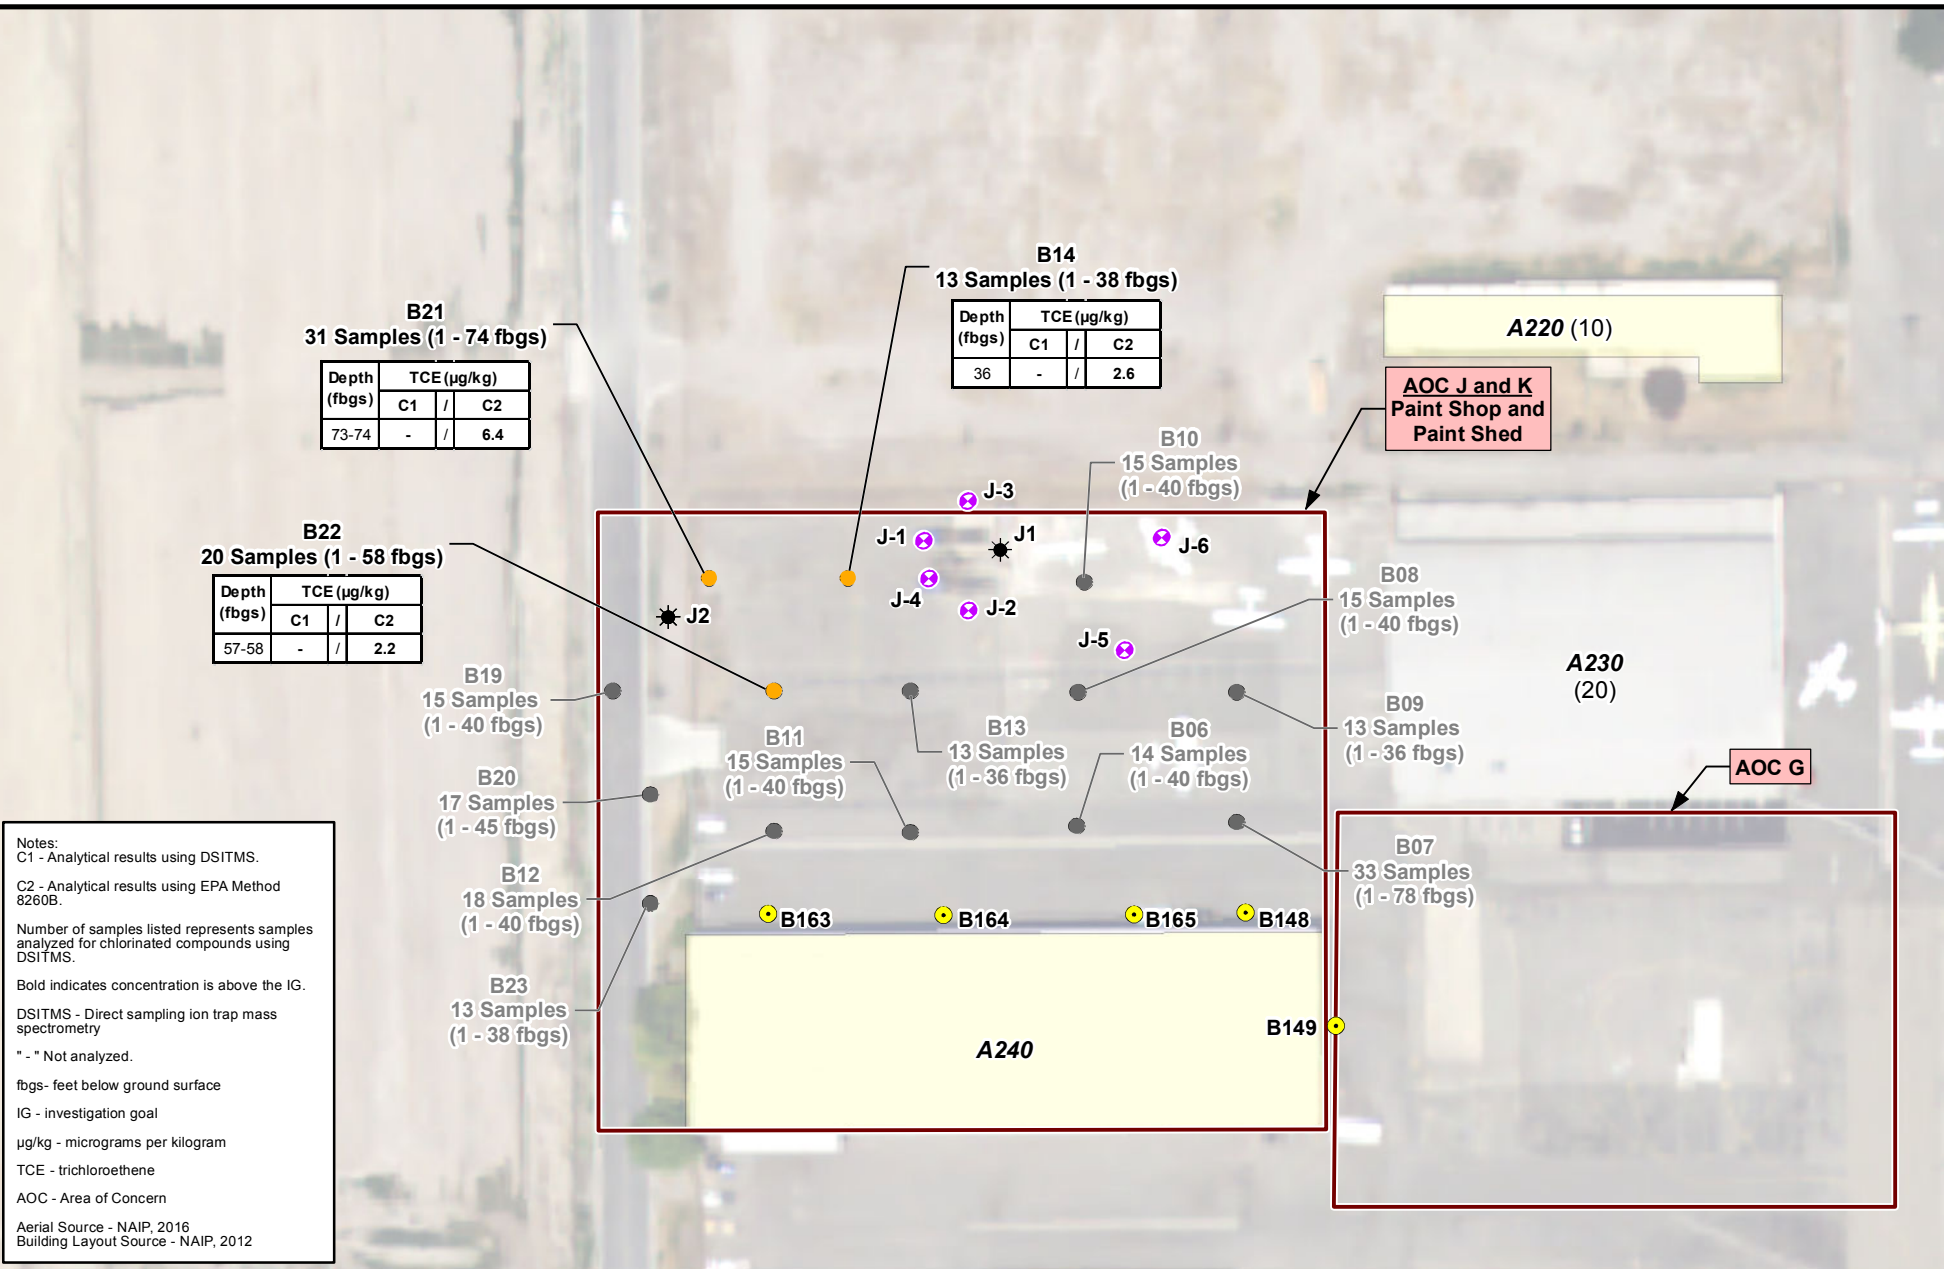 B14
13 Samples (1 - 38 fbgs)
Depth (fbgs) TCE (µg/kg)
C1 / C2
36 - / 2.6
B21
31 Samples (1 - 74 fbgs)
Depth (fbgs) TCE (µg/kg)
C1 / C2
73-74 - / 6.4
A220 (10)
AOC J and K
Paint Shop and
Paint Shed
B10
15 Samples
(1 - 40 fbgs)
J-3
J-1
J1
J-6
B22
20 Samples (1 - 58 fbgs)
Depth (fbgs) TCE (µg/kg)
C1 / C2
57-58 - / 2.2
J-4
J-2
J2
J-5
B08
15 Samples
(1 - 40 fbgs)
A230
(20)
B19
15 Samples
(1 - 40 fbgs)
B13
13 Samples
(1 - 36 fbgs)
B06
14 Samples
(1 - 40 fbgs)
B09
13 Samples
(1 - 36 fbgs)
B11
15 Samples
(1 - 40 fbgs)
AOC G
B20
17 Samples
(1 - 45 fbgs)
B12
18 Samples
(1 - 40 fbgs)
B07
33 Samples
(1 - 78 fbgs)
B163
B164
B165
B148
B23
13 Samples
(1 - 38 fbgs)
B149
A240
Notes:
C1 - Analytical results using DSITMS.
C2 - Analytical results using EPA Method
8260B.
Number of samples listed represents samples
analyzed for chlorinated compounds using
DSITMS.
Bold indicates concentration is above the IG.
DSITMS - Direct sampling ion trap mass
spectrometry
" - " Not analyzed.
fbgs- feet below ground surface
IG - investigation goal
µg/kg - micrograms per kilogram
TCE - trichloroethene
AOC - Area of Concern
Aerial Source - NAIP, 2016
Building Layout Source - NAIP, 2012